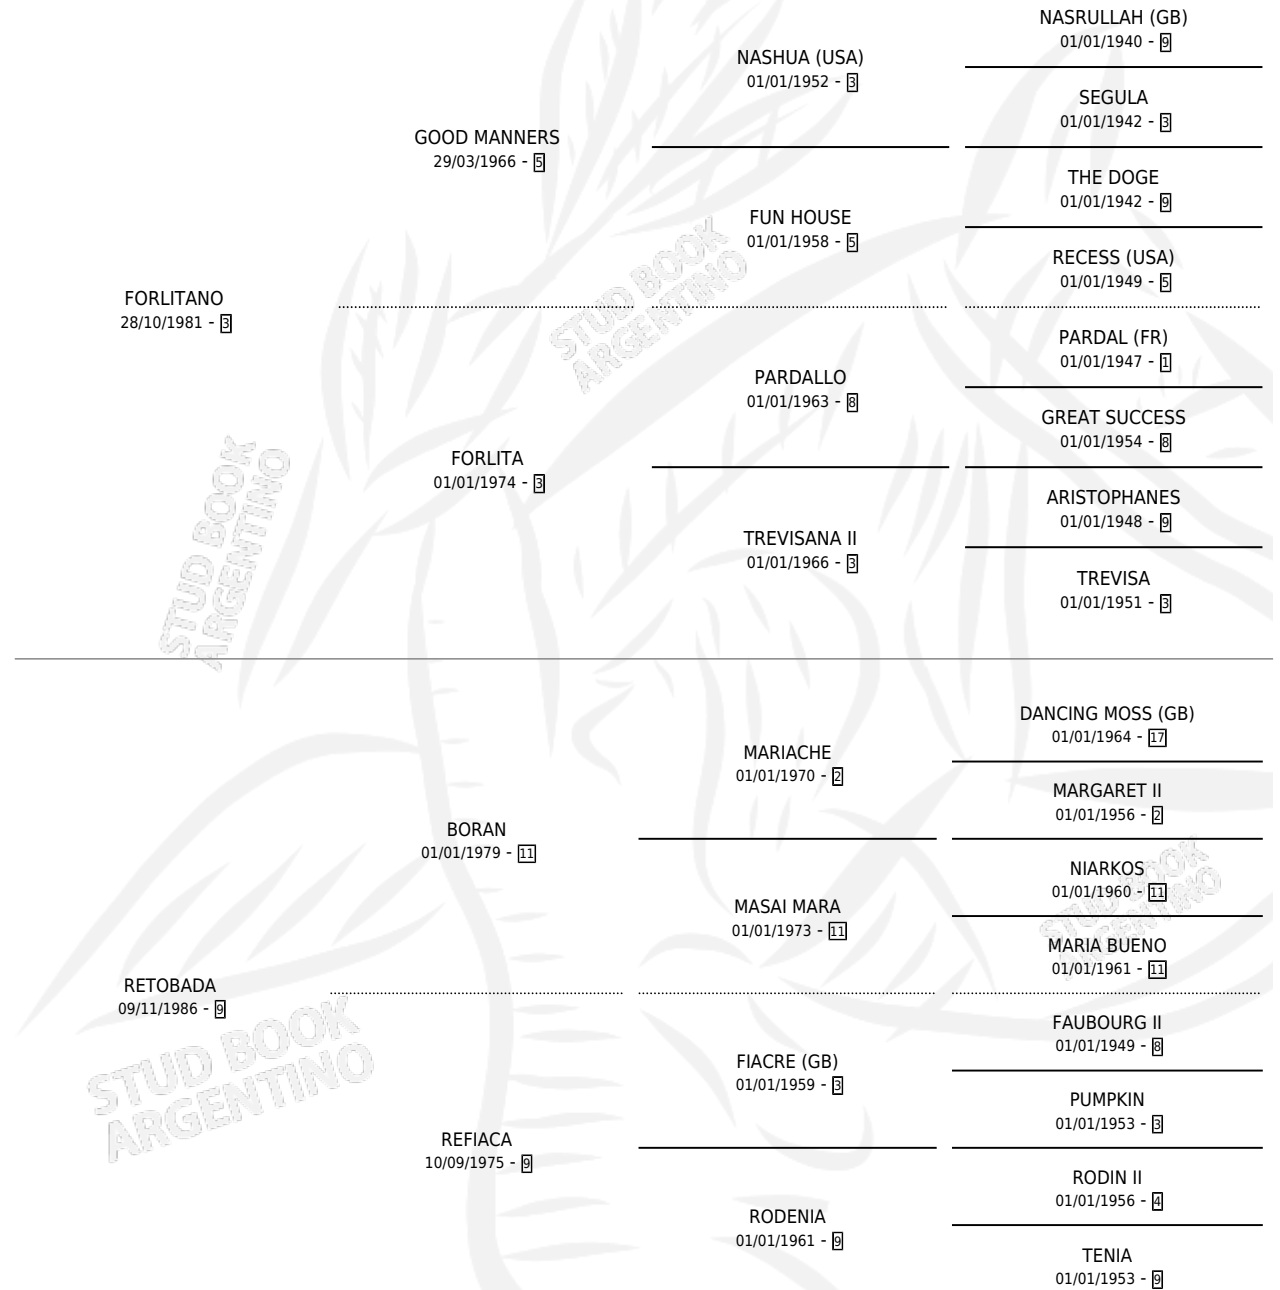 NASRULLAH (GB)
01/01/1940 - 9
NASHUA (USA)
01/01/1952 - 3
SEGULA
01/01/1942 - 3
GOOD MANNERS
29/03/1966 - 5
THE DOGE
01/01/1942 - 9
FUN HOUSE
01/01/1958 - 5
RECESS (USA)
01/01/1949 - 5
FORLITANO
28/10/1981 - 3
PARDAL (FR)
01/01/1947 - 1
PARDALLO
01/01/1963 - 8
GREAT SUCCESS
01/01/1954 - 8
FORLITA
01/01/1974 - 3
ARISTOPHANES
01/01/1948 - 9
TREVISANA II
01/01/1966 - 3
TREVISA
01/01/1951 - 3
STUD BOOK
ARGENTINO
STUD BOOK
ARGENTINO
DANCING MOSS (GB)
01/01/1964 - 17
MARIACHE
01/01/1970 - 2
MARGARET II
01/01/1956 - 2
BORAN
01/01/1979 - 11
NIARKOS
01/01/1960 - 11
MASAI MARA
01/01/1973 - 11
MARIA BUENO
01/01/1961 - 11
RETOBADA
09/11/1986 - 9
FAUBOURG II
01/01/1949 - 8
FIACRE (GB)
01/01/1959 - 3
PUMPKIN
01/01/1953 - 3
REFIACA
10/09/1975 - 9
RODIN II
01/01/1956 - 4
RODENIA
01/01/1961 - 9
TENIA
01/01/1953 - 9
STUD BOOK
ARGENTINO
STUD BOOK
ARGENTINO